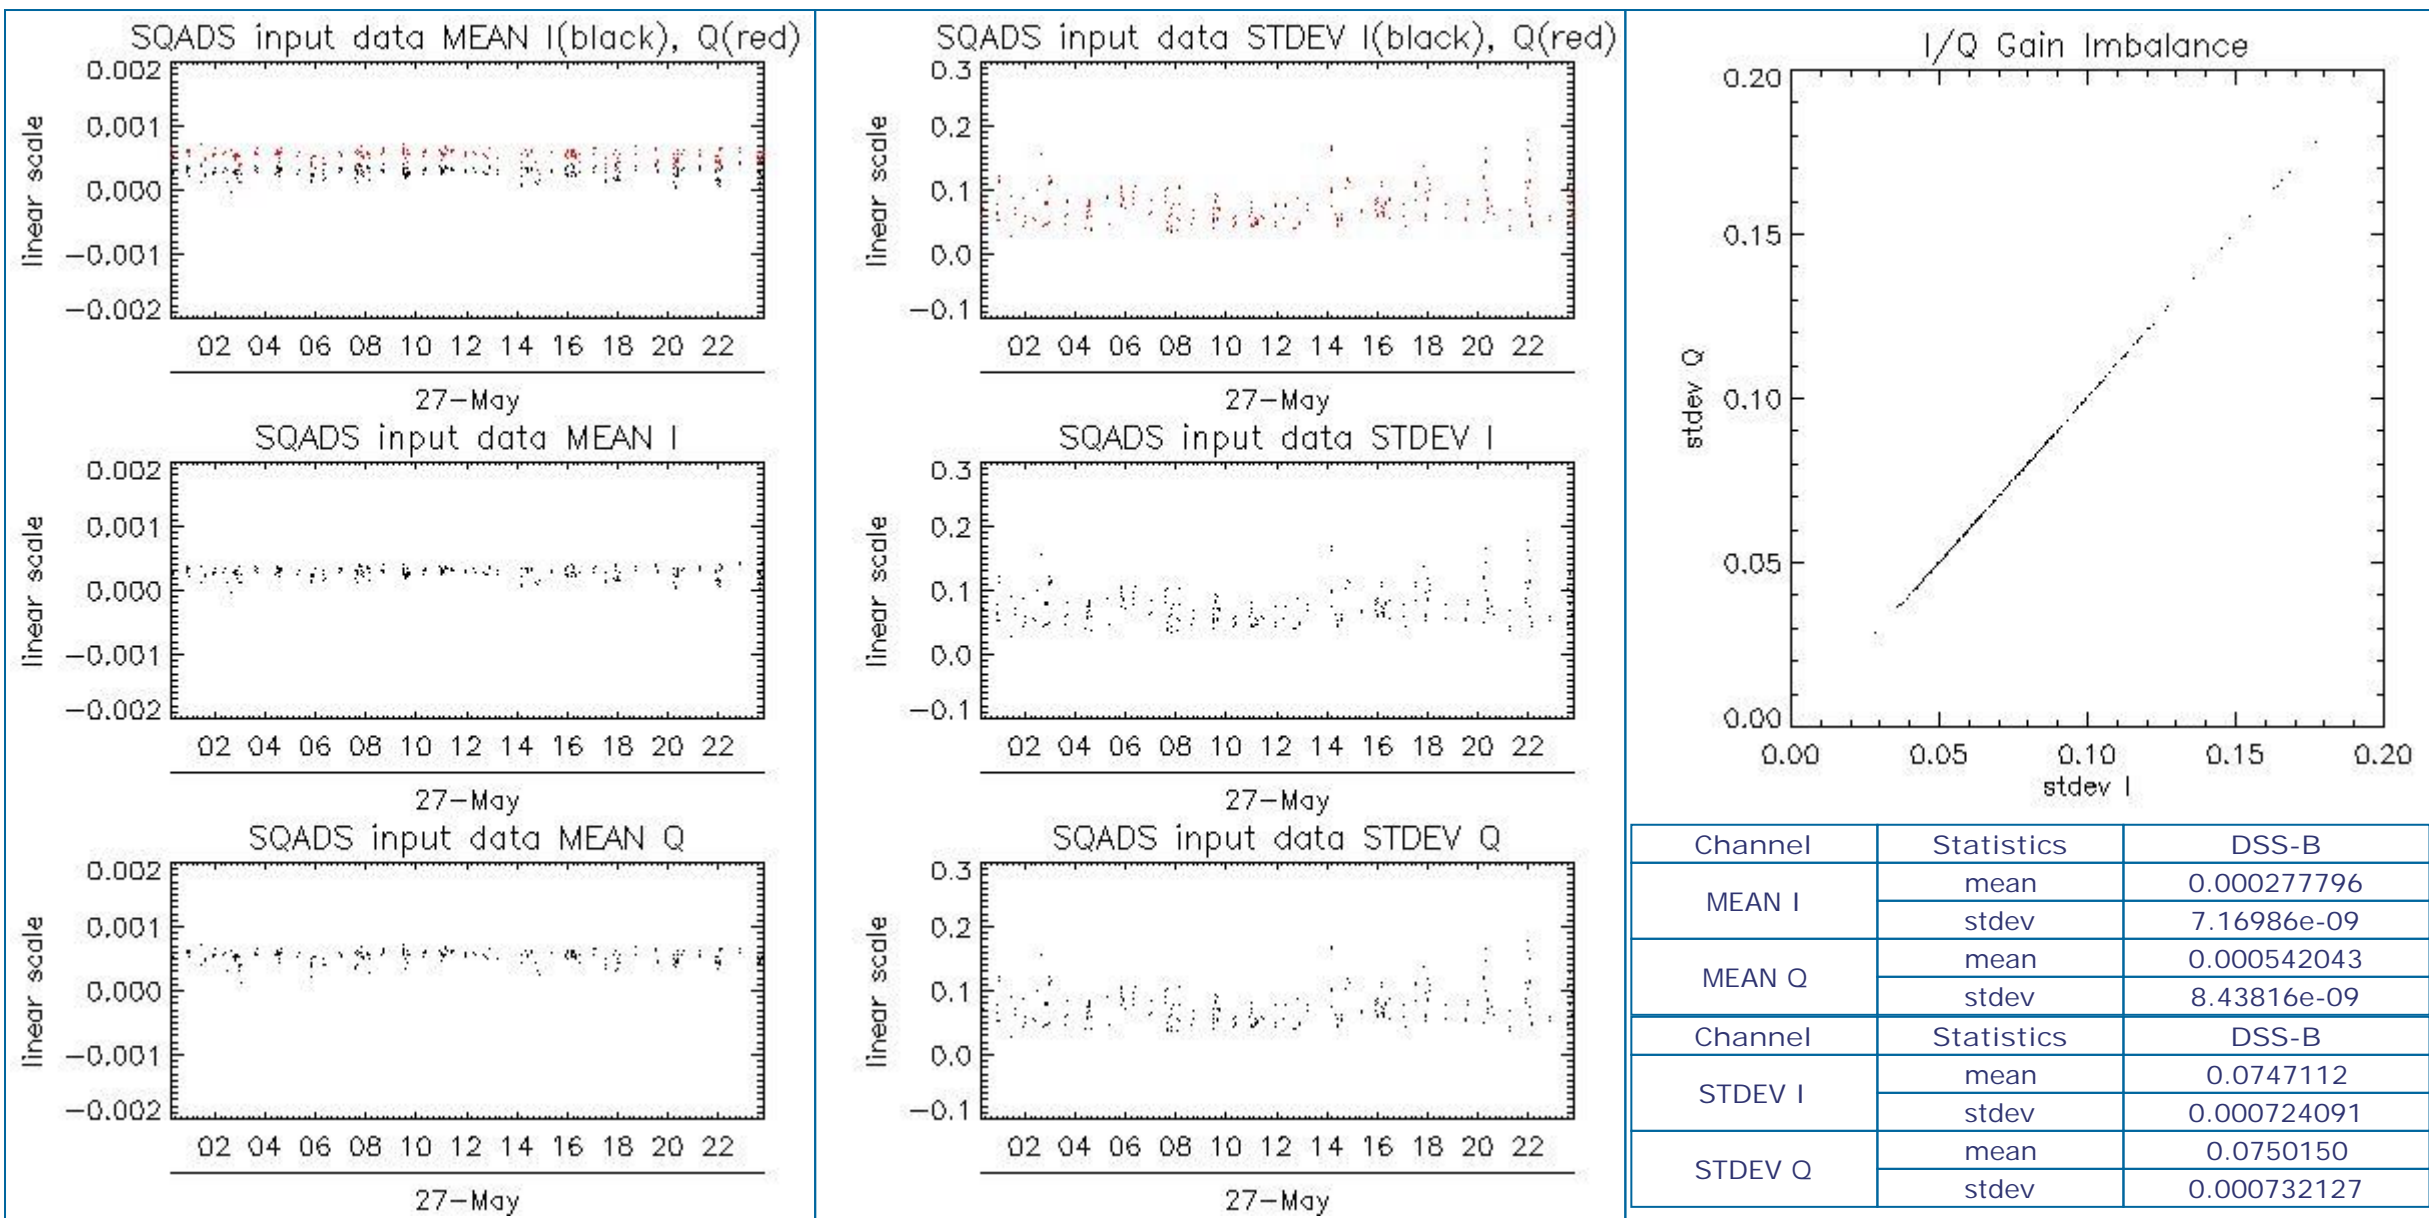 SQADS input data MEAN I(black), Q(red)
0.002
0.001
0.000
-0.001
-0.002
linear scale
02 04 06 08 10 12 14 16 18 20 22
27-May
SQADS input data MEAN I
0.002
0.001
0.000
-0.001
-0.002
linear scale
02 04 06 08 10 12 14 16 18 20 22
27-May
SQADS input data MEAN Q
0.002
0.001
0.000
-0.001
-0.002
linear scale
02 04 06 08 10 12 14 16 18 20 22
27-May
SQADS input data STDEV I(black), Q(red)
0.3
0.2
0.1
0.0
-0.1
linear scale
02 04 06 08 10 12 14 16 18 20 22
27-May
SQADS input data STDEV I
0.3
0.2
0.1
0.0
-0.1
linear scale
02 04 06 08 10 12 14 16 18 20 22
27-May
SQADS input data STDEV Q
0.3
0.2
0.1
0.0
-0.1
linear scale
02 04 06 08 10 12 14 16 18 20 22
27-May
I/Q Gain Imbalance
0.20
0.15
0.10
0.05
0.00
stdev Q
0.00 0.05 0.10 0.15 0.20
stdev I
Channel Statistics DSS-B
MEAN I mean 0.000277796
stdev 7.16986e-09
MEAN Q mean 0.000542043
stdev 8.43816e-09
Channel Statistics DSS-B
STDEV I mean 0.0747112
stdev 0.000724091
STDEV Q mean 0.0750150
stdev 0.000732127